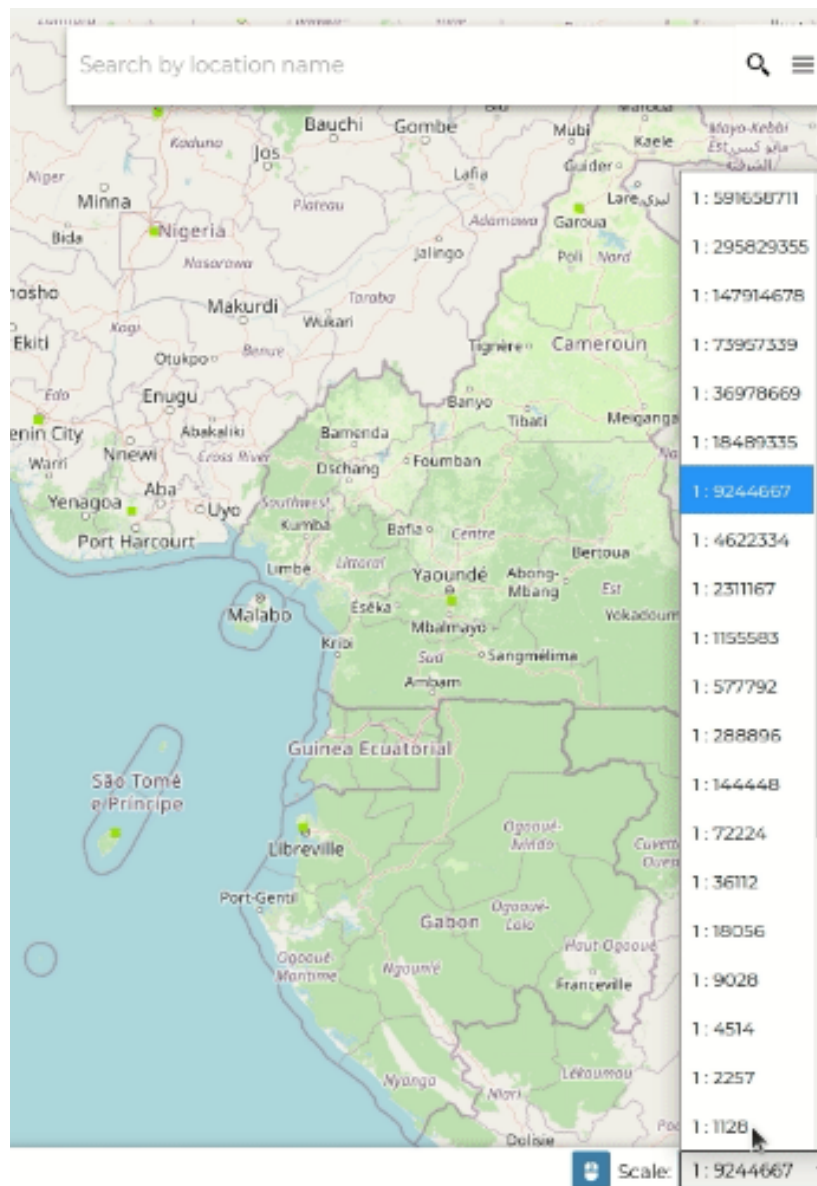 Search by location name
Bauchi
Gombe
Mubi
Kaele
Kaduna
Jos
Guider
Niger
Lafia
Lare
Minna
Plateau
Adamawa
Garoua
Bida
Nigeria
Jalingo
Poli
Nord
Nasarawa
Makurdi
Taraba
Wukari
Ekiti
Kogi
Otukpo
Benue
Tignère
Cameroun
Edo
Enugu
Banyo
Tibati
Meiganga
enin City
Abakaliki
Bamenda
Warri
Nnewi
Cross River
Dschang
Foumban
Yenagoa
Aba
Uyo
Southwest
Port Harcourt
Kumba
Bafia
Centre
Bertoua
Limbe
Littoral
Yaoundé
Abong-
Mbang
Est
Malabo
Éséka
Mbalmayo
Yokadoum
Kribi
Sud
Sangmélima
Ambam
Guinea Ecuatorial
São Tomé
e Príncipe
Libreville
Ogooué-
Ivindo
Port-Gentil
Gabon
Ogooué-
Lolo
Ogooué-
Maritime
Ngounié
Haut-Ogooué
Franceville
Nyanga
Niari
Lékoumou
Dolisie
1 : 591658711
1 : 295829355
1 : 147914678
1 : 73957339
1 : 36978669
1 : 18489335
1 : 9244667
1 : 4622334
1 : 2311167
1 : 1155583
1 : 577792
1 : 288896
1 : 144448
1 : 72224
1 : 36112
1 : 18056
1 : 9028
1 : 4514
1 : 2257
1 : 1128
Scale: 1 : 9244667